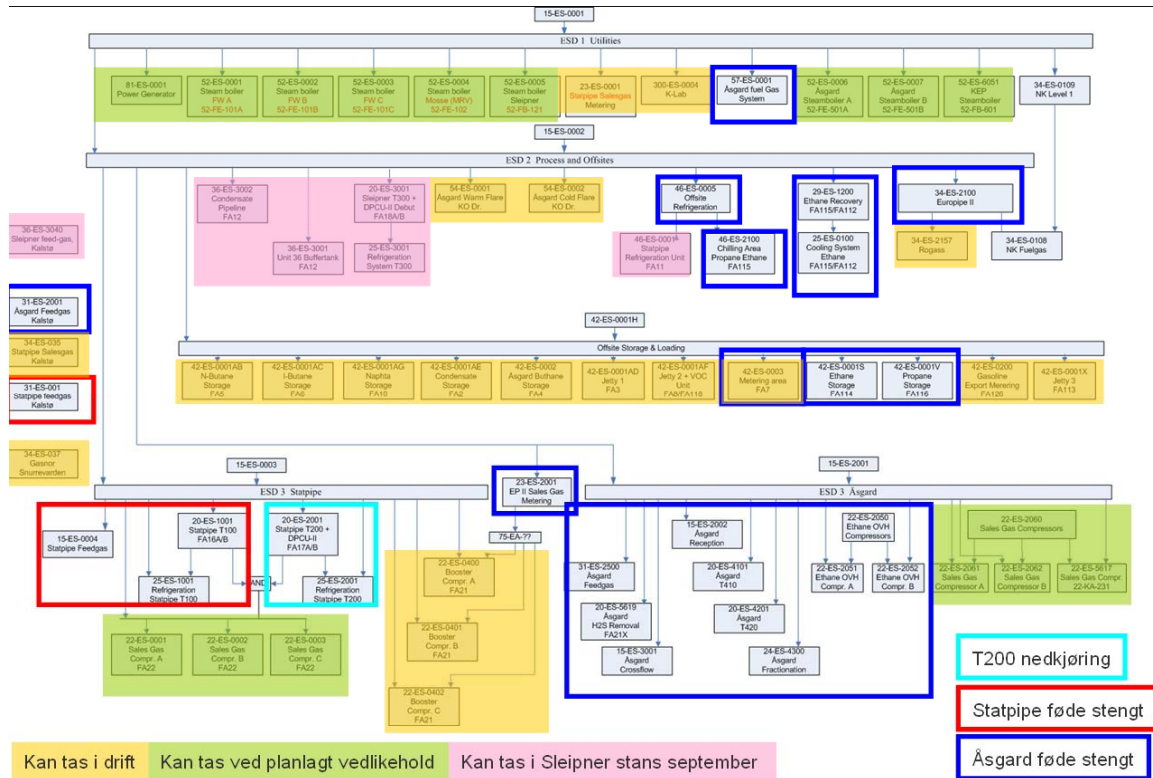 15-ES-0001
ESD 1 Utilities
81-ES-0001
Power Generator
52-ES-0001
Steam boiler
FW A
52-FE-101A
52-ES-0002
Steam boiler
FW B
52-FE-101B
52-ES-0003
Steam boiler
FW C
52-FE-101C
52-ES-0004
Steam boiler
Mosse (MRV)
52-FE-102
52-ES-0005
Steam boiler
Sleipner
52-FB-121
23-ES-0001
Statpipe Salesgas
Metering
300-ES-0004
K-Lab
57-ES-0001
Åsgard fuel Gas
System
52-ES-0006
Åsgard
Steamboiler A
52-FE-501A
52-ES-0007
Åsgard
Steamboiler B
52-FE-501B
52-ES-6051
KEP
Steamboiler
52-FB-601
34-ES-0109
NK Level 1
15-ES-0002
ESD 2 Process and Offsites
36-ES-3002
Condensate
Pipeline
FA12
20-ES-3001
Sleipner T300 +
DPCU-II Debut
FA18A/B
54-ES-0001
Åsgard Warm Flare
KO Dr.
54-ES-0002
Åsgard Cold Flare
KO Dr.
46-ES-0005
Offsite
Refrigeration
29-ES-1200
Ethane Recovery
FA115/FA112
34-ES-2100
Europipe II
36-ES-3040
Sleipner feed-gas,
Kalstø
36-ES-3001
Unit 36 Buffertank
FA12
25-ES-3001
Refrigeration
System T300
46-ES-0001
Statpipe
Refrigeration Unit
FA11
46-ES-2100
Chilling Area
Propane Ethane
FA115
25-ES-0100
Cooling System
Ethane
FA115/FA112
34-ES-2157
Rogass
34-ES-0108
NK Fuelgas
31-ES-2001
Åsgard Feedgas
Kalstø
34-ES-035
Statpipe Salesgas
Kalstø
31-ES-001
Statpipe feedgas
Kalstø
34-ES-037
Gasnor
Snurrevarden
42-ES-0001H
Offsite Storage & Loading
42-ES-0001AB
N-Butane
Storage
FA5
42-ES-0001AC
i-Butane
Storage
FA6
42-ES-0001AG
Naphta
Storage
FA10
42-ES-0001AE
Condensate
Storage
FA2
42-ES-0002
Åsgard Buthane
Storage
FA4
42-ES-0001AD
Jetty 1
FA3
42-ES-0001AF
Jetty 2 + VOC
Unit
FA8/FA118
42-ES-0003
Metering area
FA7
42-ES-0001S
Ethane
Storage
FA114
42-ES-0001V
Propane
Storage
FA116
42-ES-0200
Gasoline
Export Merering
FA126
42-ES-0001X
Jetty 3
FA113
15-ES-0003
ESD 3 Statpipe
23-ES-2001
EP II Sales Gas
Metering
15-ES-2001
ESD 3 Åsgard
15-ES-0004
Statpipe Feedgas
20-ES-1001
Statpipe T100
FA16A/B
20-ES-2001
Statpipe T200 +
DPCU-II
FA17A/B
25-ES-1001
Refrigeration
Statpipe T100
AND
25-ES-2001
Refrigeration
Statpipe T200
75-EA-??
22-ES-0400
Booster
Compr. A
FA21
22-ES-0401
Booster
Compr. B
FA21
22-ES-0402
Booster
Compr. C
FA21
22-ES-0001
Sales Gas
Compr. A
FA22
22-ES-0002
Sales Gas
Compr. B
FA22
22-ES-0003
Sales Gas
Compr. C
FA22
15-ES-2002
Åsgard
Reception
22-ES-2050
Ethane OVH
Compressors
31-ES-2500
Åsgard
Feedgas
20-ES-4101
Åsgard
T410
22-ES-2051
Ethane OVH
Compr. A
22-ES-2052
Ethane OVH
Compr. B
20-ES-5619
Åsgard
H2S Removal
FA21X
20-ES-4201
Åsgard
T420
15-ES-3001
Åsgard
Crossflow
24-ES-4300
Åsgard
Fractionation
22-ES-2060
Sales Gas Compressors
22-ES-2061
Sales Gas
Compressor A
22-ES-2062
Sales Gas
Compressor B
22-ES-5617
Sales Gas Compr.
22-KA-231
T200 nedkjøring
Statpipe føde stengt
Åsgard føde stengt
Kan tas i drift
Kan tas ved planlagt vedlikehold
Kan tas i Sleipner stans september